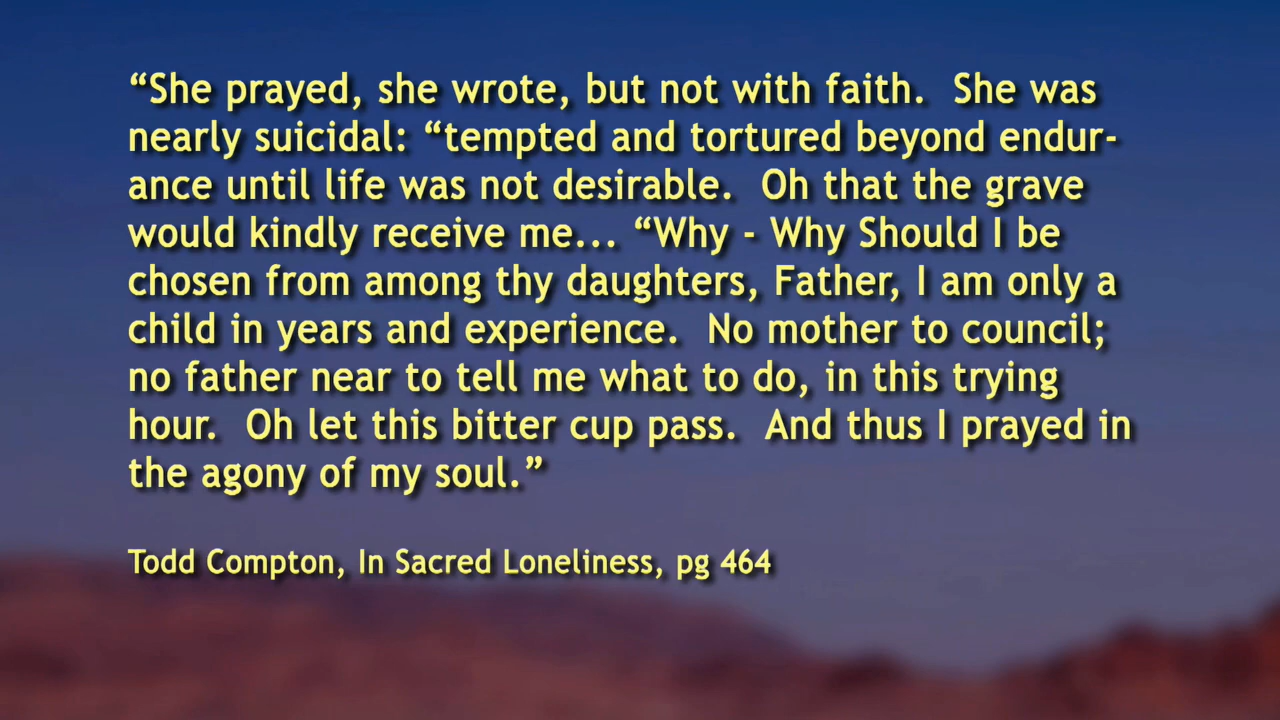 “She prayed, she wrote, but not with faith.  She was
nearly suicidal: “tempted and tortured beyond endur-
ance until life was not desirable.  Oh that the grave
would kindly receive me... “Why - Why Should I be
chosen from among thy daughters, Father, I am only a
child in years and experience.  No mother to council;
no father near to tell me what to do, in this trying
hour.  Oh let this bitter cup pass.  And thus I prayed in
the agony of my soul.”
Todd Compton, In Sacred Loneliness, pg 464